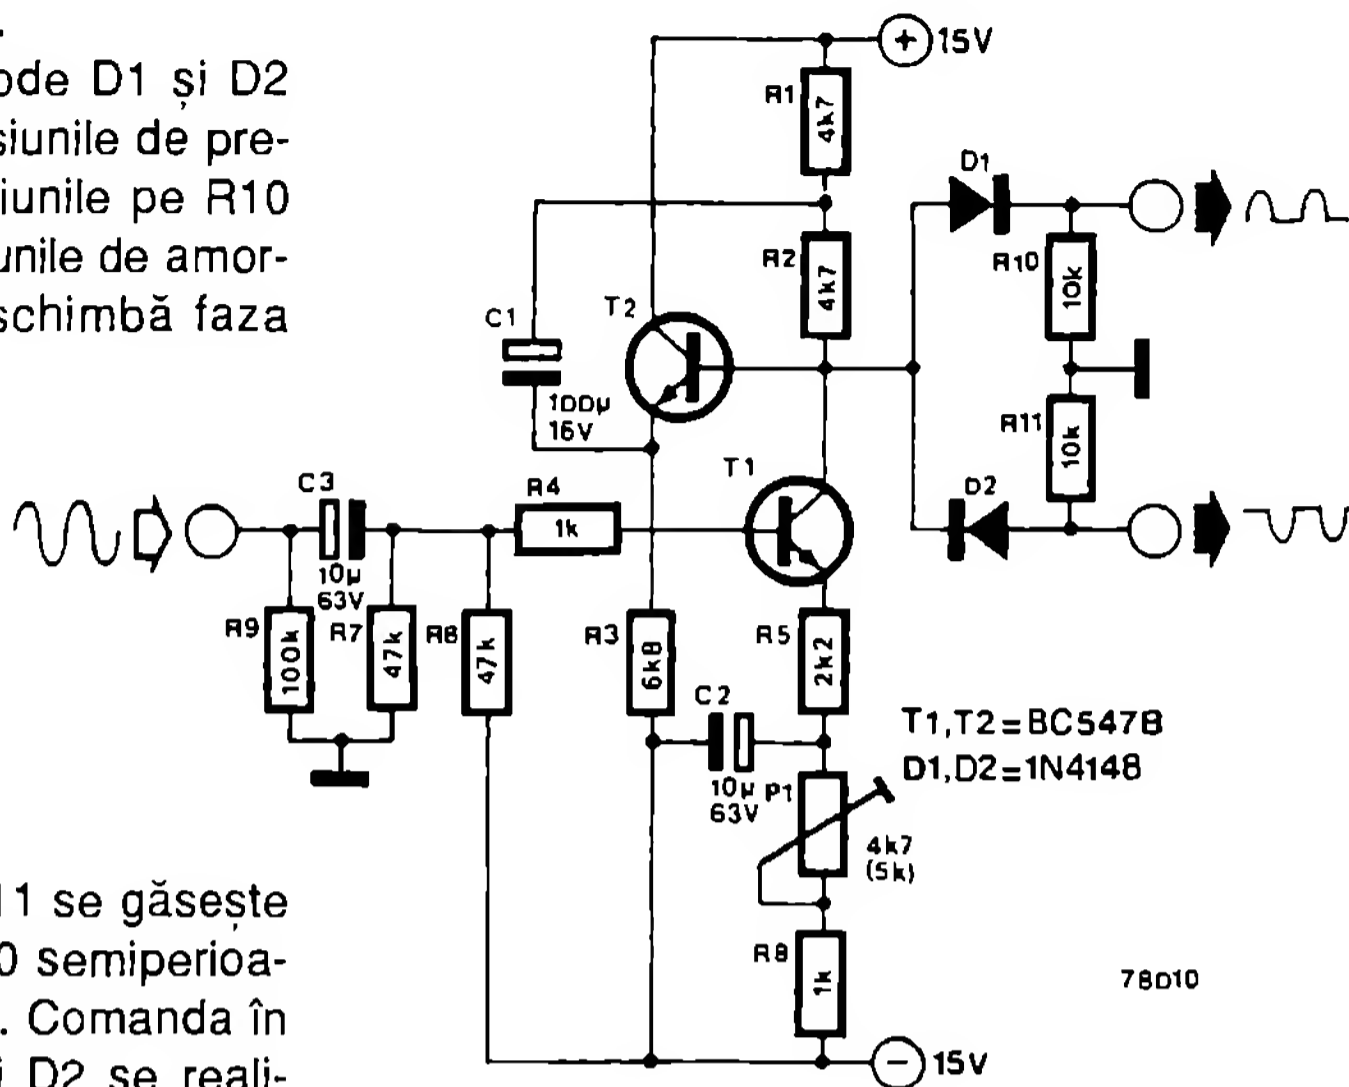 ode D1 și D2
siunile de pre-
iunile pe R10
unile de amor-
schimbă faza
+ 15V
R1
4k7
D1
R2
4k7
R10
10k
T2
C1
100µ
16V
R11
10k
T1
D2
C3
10µ
63V
R4
1k
R9
100k
R7
47k
R6
47k
R3
6k8
R5
2k2
C2
10µ
63V
P1
4k7
(5k)
T1,T2=BC547B
D1,D2=1N4148
R8
1k
78D10
− 15V
11 se găsește
0 semiperioa-
. Comanda în
i D2 se reali-